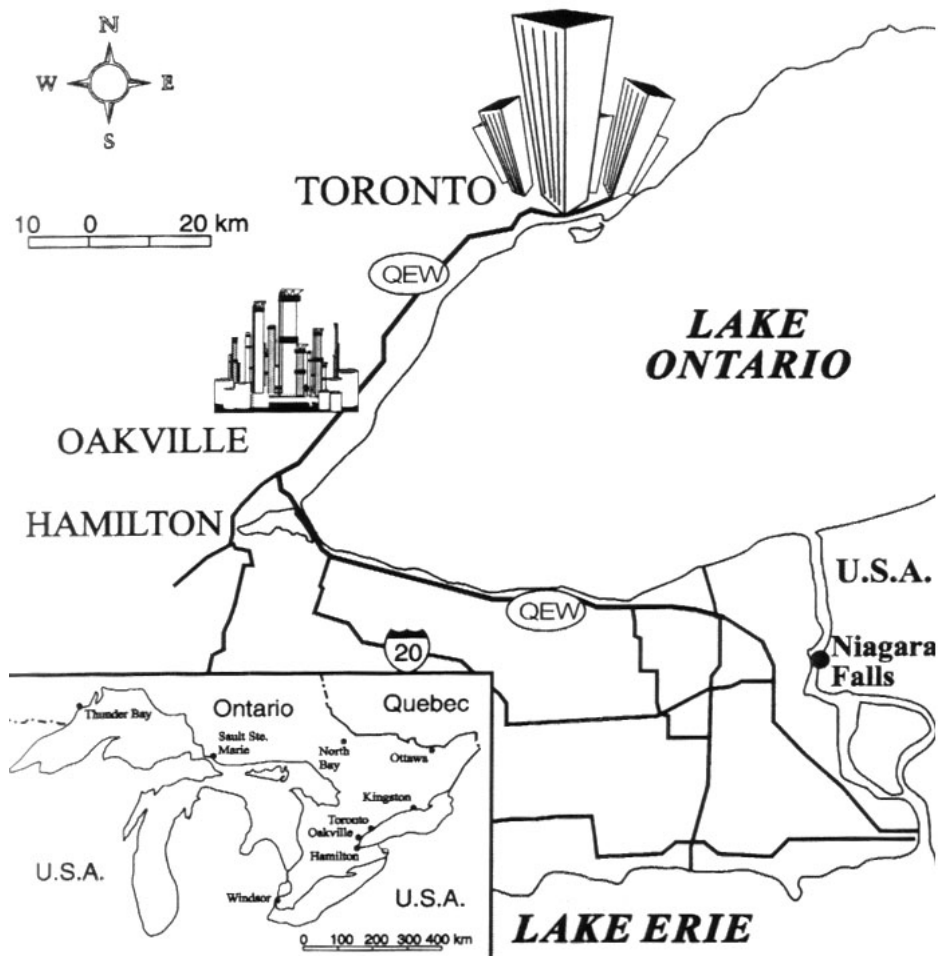 N
W E
S
TORONTO
10 0 20 km
QEW
LAKE
ONTARIO
OAKVILLE
HAMILTON
U.S.A.
QEW
20
Niagara
Falls
Ontario
Quebec
Thunder Bay
Sault Ste.
Marie
North
Bay
Ottawa
Kingston
Toronto
Oakville
Hamilton
U.S.A.
Windsor
U.S.A.
0 100 200 300 400 km
LAKE ERIE